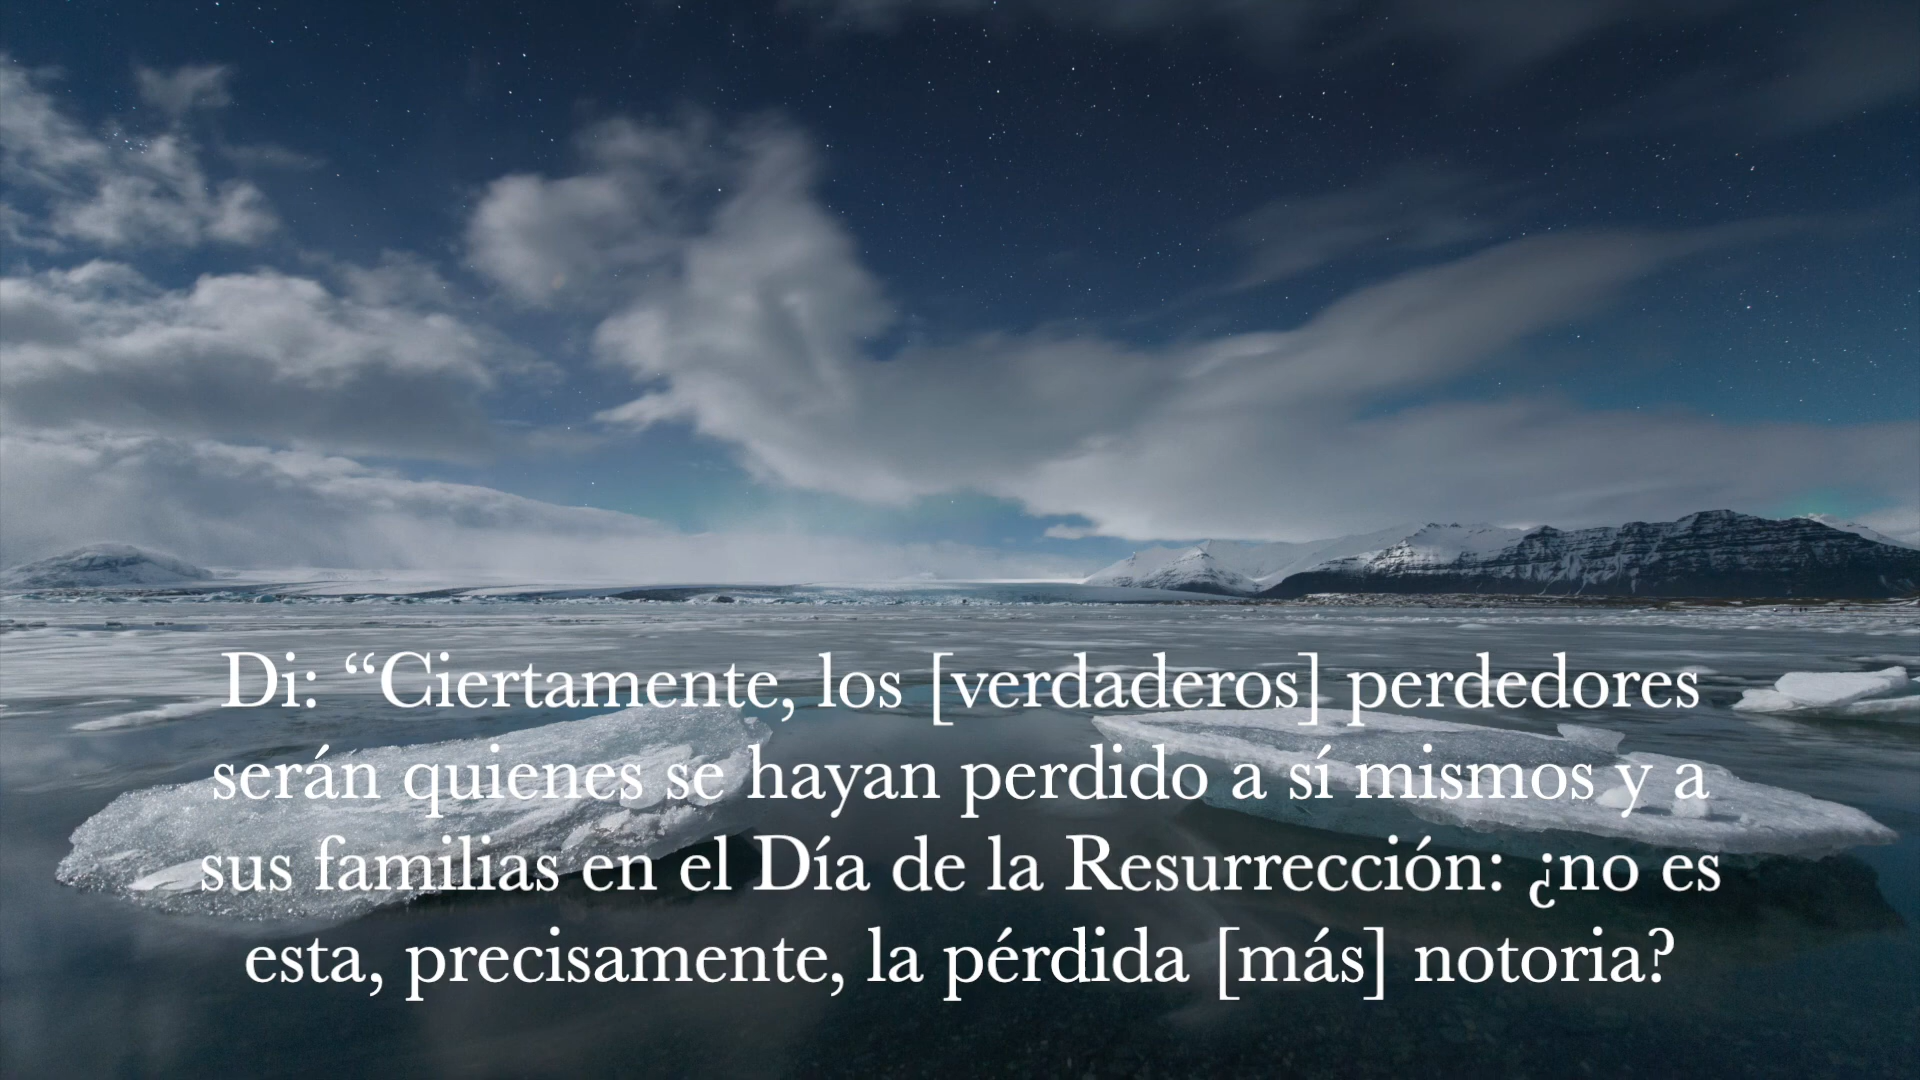 Di: “Ciertamente, los [verdaderos] perdedores
serán quienes se hayan perdido a sí mismos y a
sus familias en el Día de la Resurrección: ¿no es
esta, precisamente, la pérdida [más] notoria?